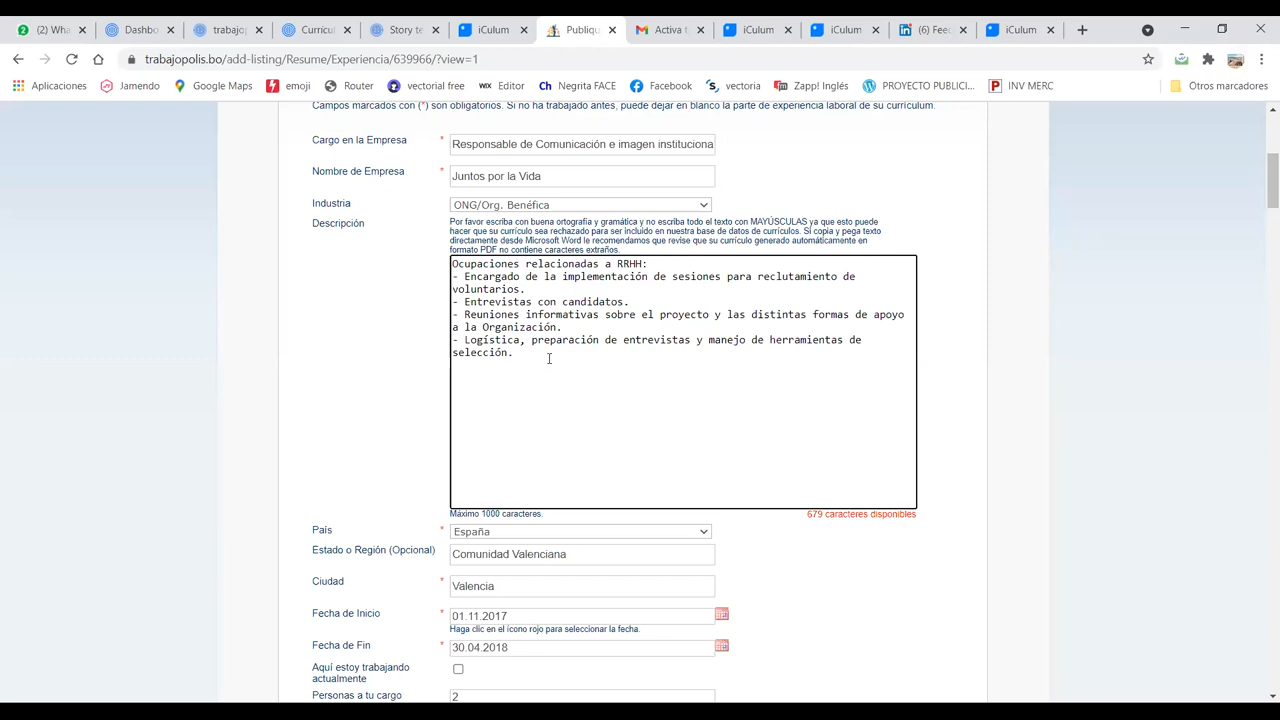 (2) Wha
Dashbo
trabajop
Currícu
Story te
iCulum
Publiqu
Activa t
iCulum
iCulum
(6) Feed
iCulum
trabajopolis.bo/add-listing/Resume/Experiencia/639966/?view=1
Aplicaciones
Jamendo
Google Maps
emoji
Router
vectorial free
WIX Editor
Negrita FACE
Facebook
vectoria
Zapp! Inglés
PROYECTO PUBLICI...
INV MERC
Otros marcadores
Campos marcados con (*) son obligatorios. Si no ha trabajado antes, puede dejar en blanco la parte de experiencia laboral de su currículum.
Cargo en la Empresa * Responsable de Comunicación e imagen instituciona
Nombre de Empresa * Juntos por la Vida
Industria ONG/Org. Benéfica
Descripción
Por favor escriba con buena ortografía y gramática y no escriba todo el texto con MAYÚSCULAS ya que esto puede
hacer que su currículo sea rechazado para ser incluido en nuestra base de datos de currículos. Sí copia y pega texto
directamente desde Microsoft Word le recomendamos que revise que su currículo generado automáticamente en
formato PDF no contiene caracteres extraños.
Ocupaciones relacionadas a RRHH:
- Encargado de la implementación de sesiones para reclutamiento de
voluntarios.
- Entrevistas con candidatos.
- Reuniones informativas sobre el proyecto y las distintas formas de apoyo
a la Organización.
- Logística, preparación de entrevistas y manejo de herramientas de
selección.
Máximo 1000 caracteres. 679 caracteres disponibles
País * España
Estado o Región (Opcional) Comunidad Valenciana
Ciudad * Valencia
Fecha de Inicio * 01.11.2017
Haga clic en el ícono rojo para seleccionar la fecha.
Fecha de Fin * 30.04.2018
Aquí estoy trabajando
actualmente
Personas a tu cargo 2